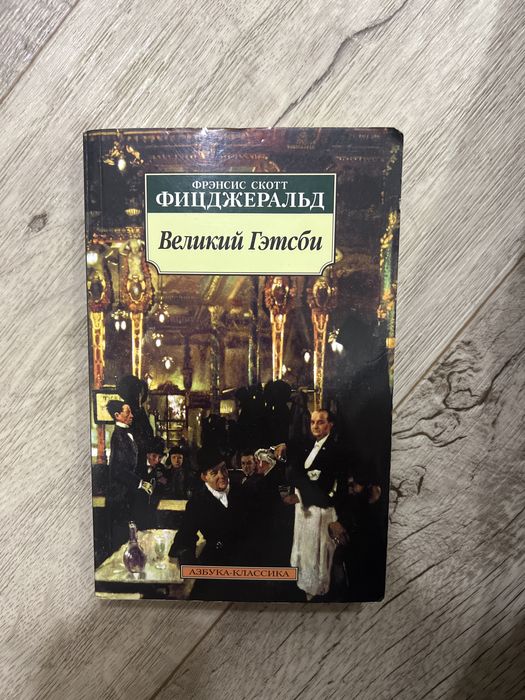 ФРЭНСИС СКОТТ
ФИЦДЖЕРАЛЬД
Великий Гэтсби
АЗБУКА-КЛАССИКА